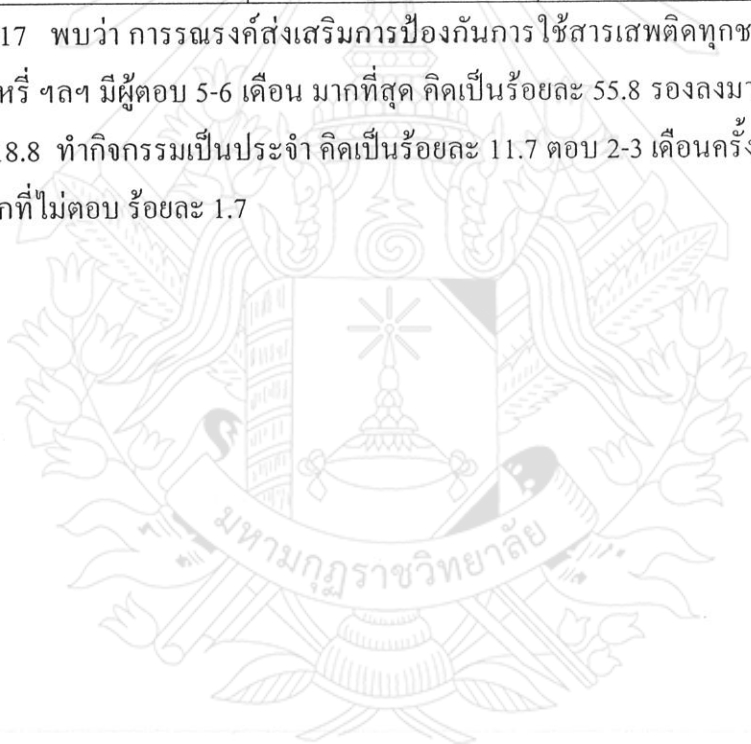 17 พบว่า การรณรงค์ส่งเสริมการป้องกันการใช้สารเสพติดทุกช
หรี่ ฯลฯ มีผู้ตอบ 5-6 เดือน มากที่สุด คิดเป็นร้อยละ 55.8 รองลงมา
8.8 ทำกิจกรรมเป็นประจำ คิดเป็นร้อยละ 11.7 ตอบ 2-3 เดือนครั้ง
กที่ไม่ตอบ ร้อยละ 1.7
มหามกุฏราชวิทยาลัย